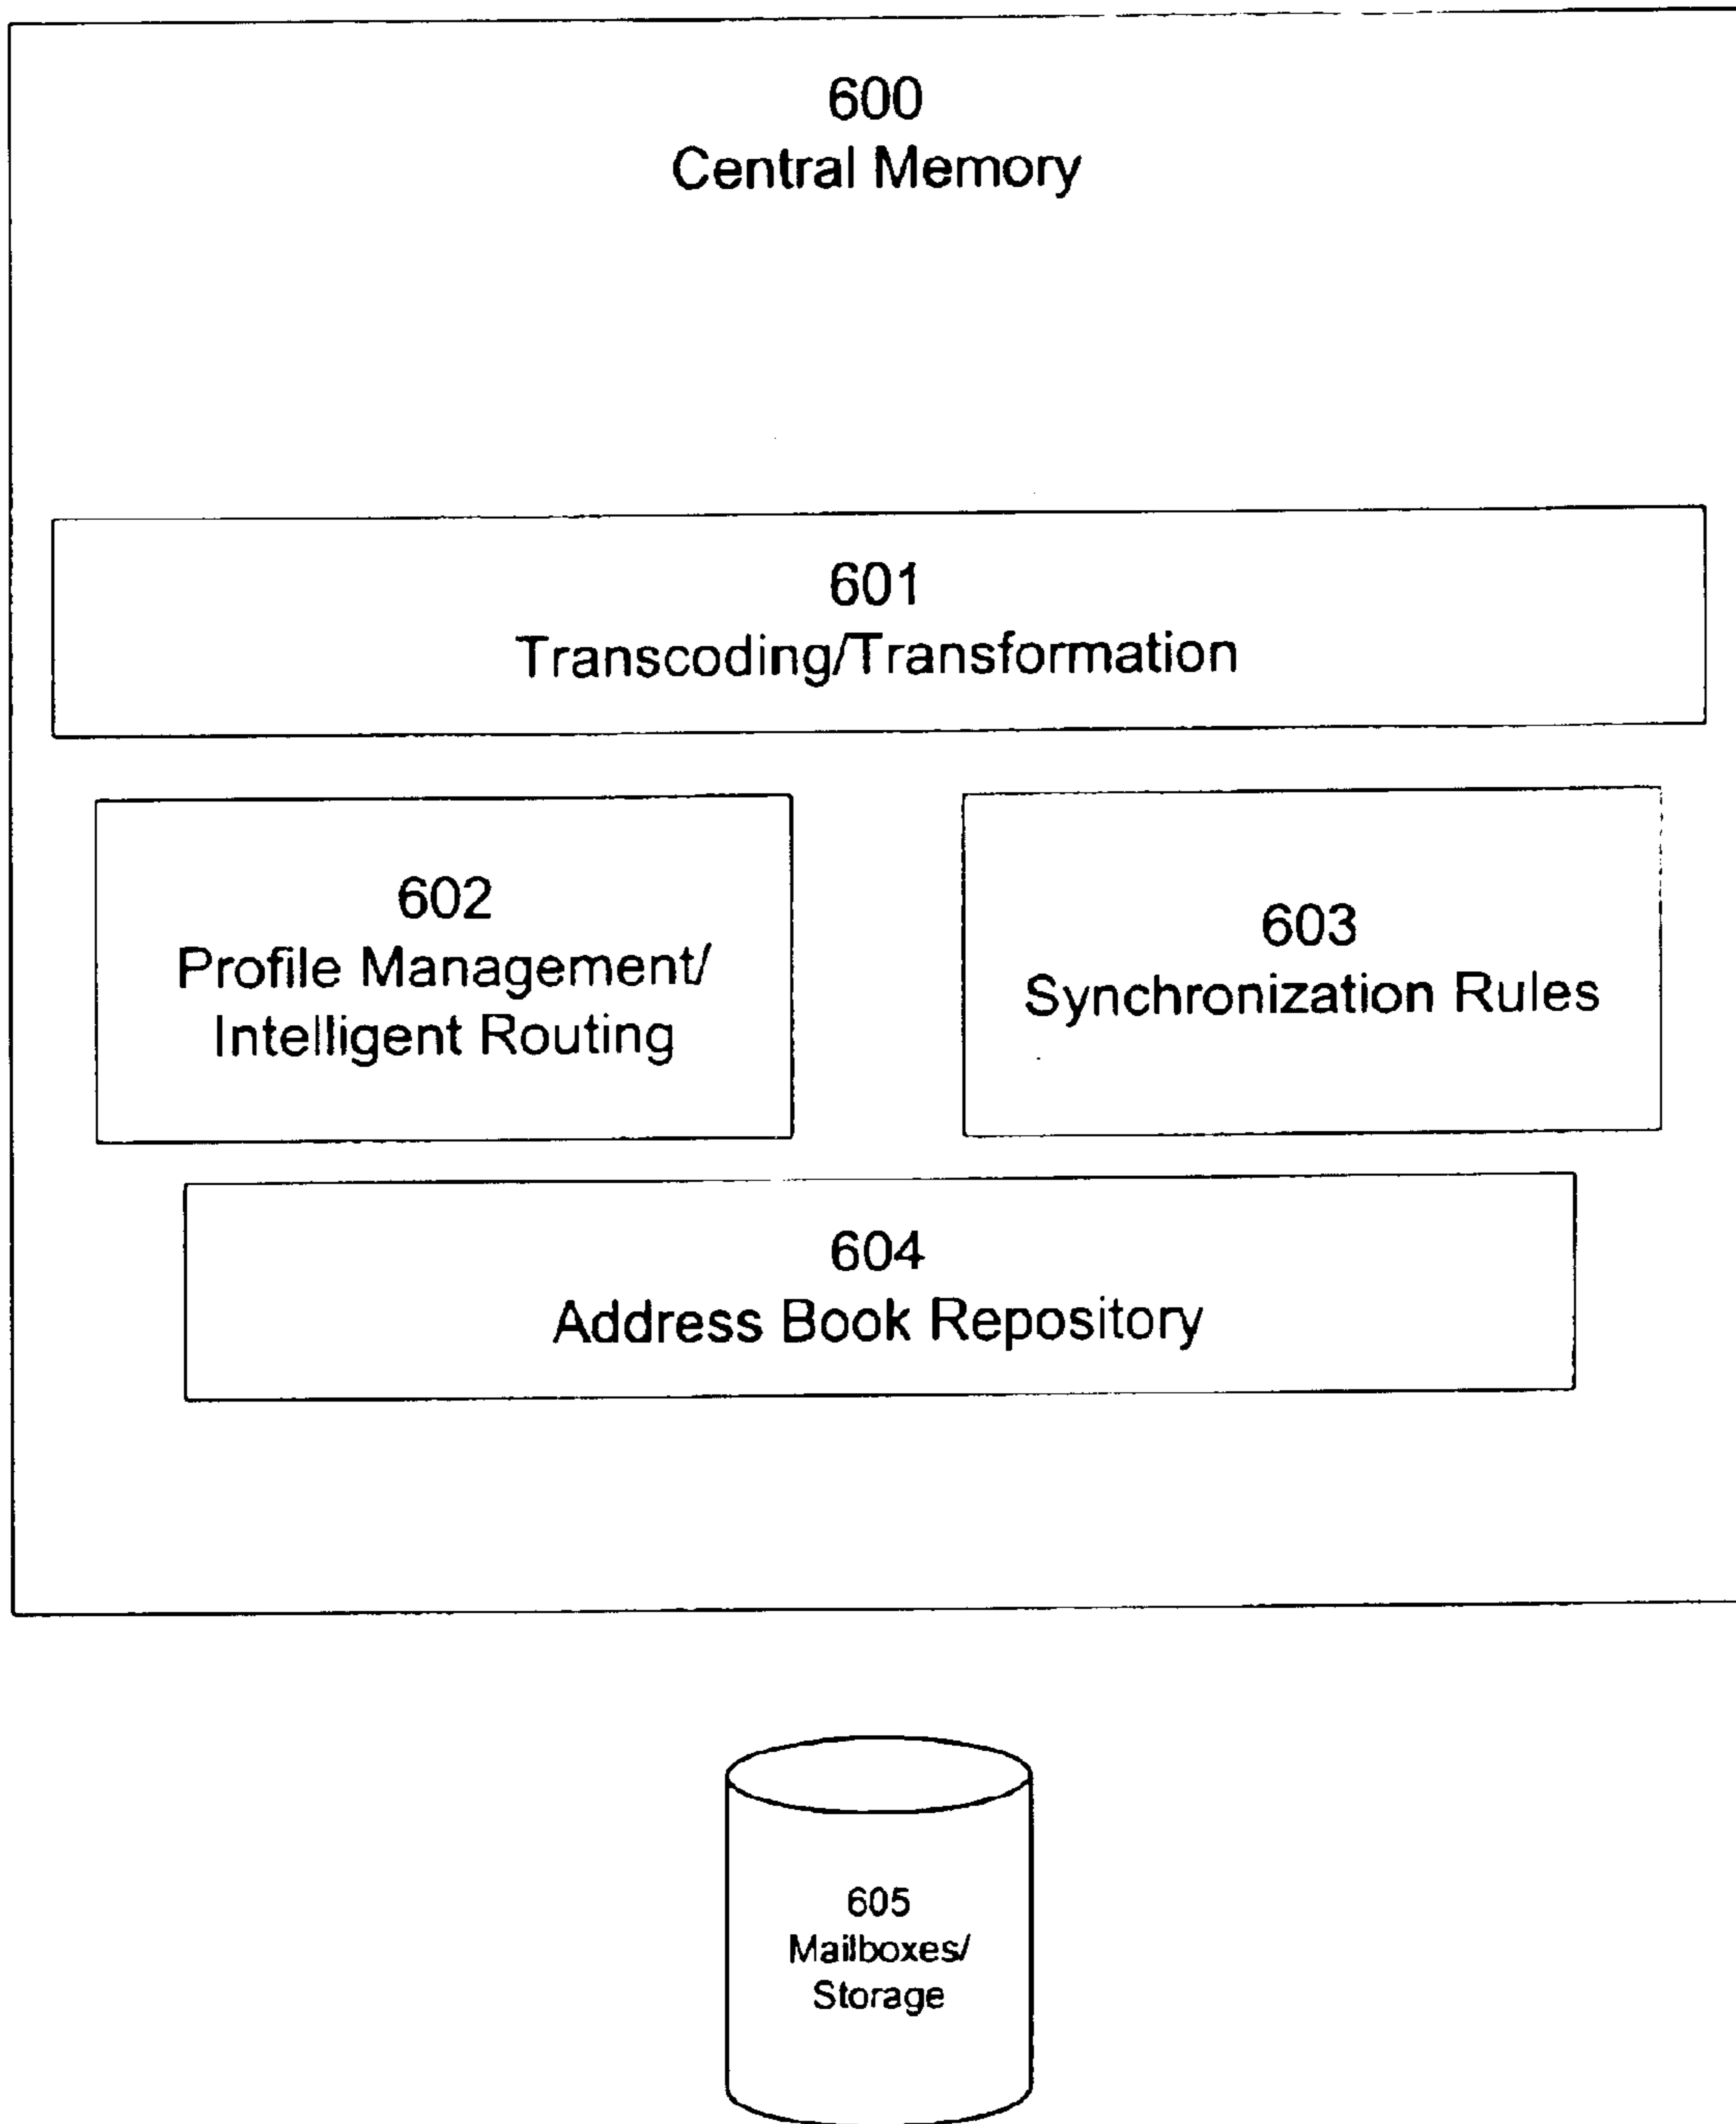 600
Central Memory
601
Transcoding/Transformation
602
Profile Management/
Intelligent Routing
603
Synchronization Rules
604
Address Book Repository
605
Mailboxes/
Storage